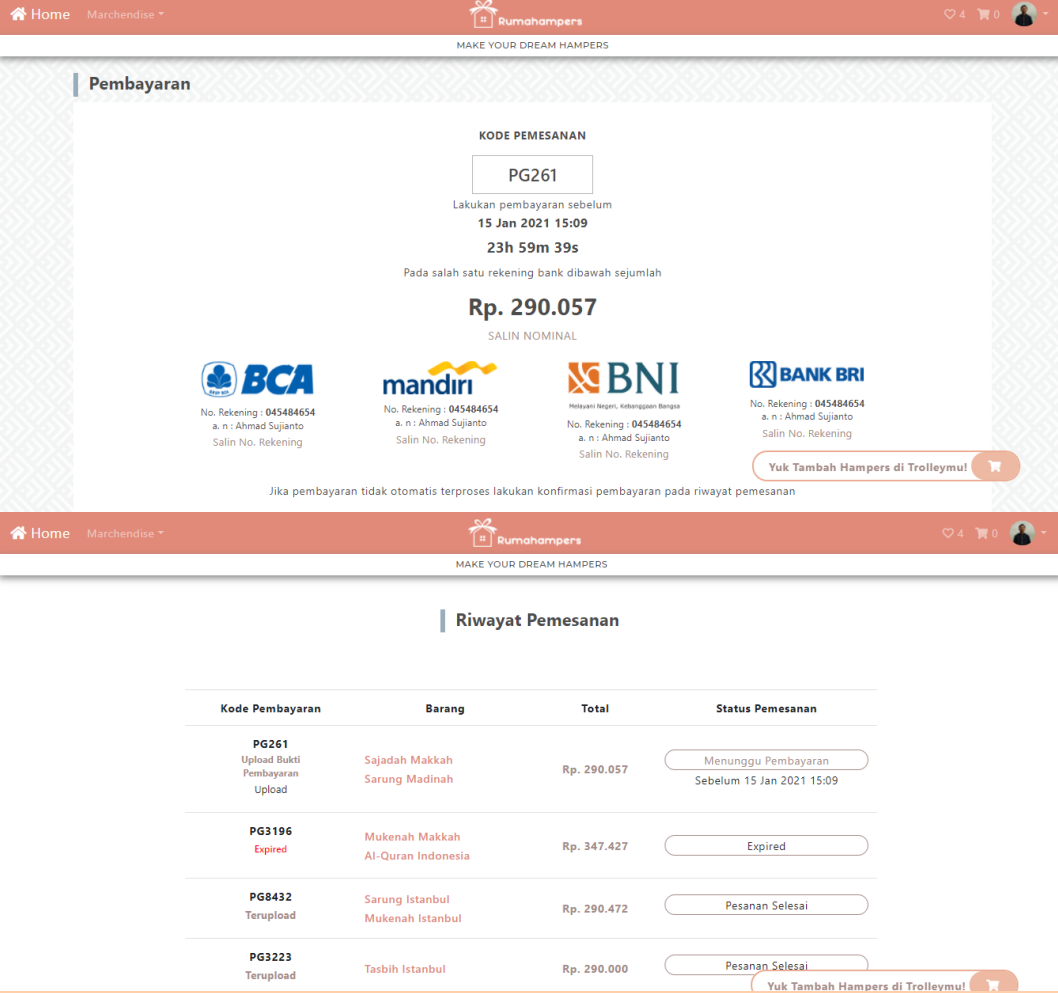 Home Marchendise Rumahampers 4 0
MAKE YOUR DREAM HAMPERS
Pembayaran
KODE PEMESANAN
PG261
Lakukan pembayaran sebelum
15 Jan 2021 15:09
23h 59m 39s
Pada salah satu rekening bank dibawah sejumlah
Rp. 290.057
SALIN NOMINAL
BCA
No. Rekening : 045484654
a. n : Ahmad Sujianto
Salin No. Rekening
mandırı
No. Rekening : 045484654
a. n : Ahmad Sujianto
Salin No. Rekening
BNI
Melayani Negeri, Kebanggaan Bangsa
No. Rekening : 045484654
a. n : Ahmad Sujianto
Salin No. Rekening
BANK BRI
No. Rekening : 045484654
a. n : Ahmad Sujianto
Salin No. Rekening
Yuk Tambah Hampers di Trolleymu!
Jika pembayaran tidak otomatis terproses lakukan konfirmasi pembayaran pada riwayat pemesanan
Home Marchendise Rumahampers 4 0
MAKE YOUR DREAM HAMPERS
Riwayat Pemesanan
Kode Pembayaran Barang Total Status Pemesanan
PG261
Upload Bukti
Pembayaran
Upload
Sajadah Makkah
Sarung Madinah
Rp. 290.057
Menunggu Pembayaran
Sebelum 15 Jan 2021 15:09
PG3196
Expired
Mukenah Makkah
Al-Quran Indonesia
Rp. 347.427
Expired
PG8432
Terupload
Sarung Istanbul
Mukenah Istanbul
Rp. 290.472
Pesanan Selesai
PG3223
Terupload
Tasbih Istanbul
Rp. 290.000
Pesanan Selesai
Yuk Tambah Hampers di Trolleymu!